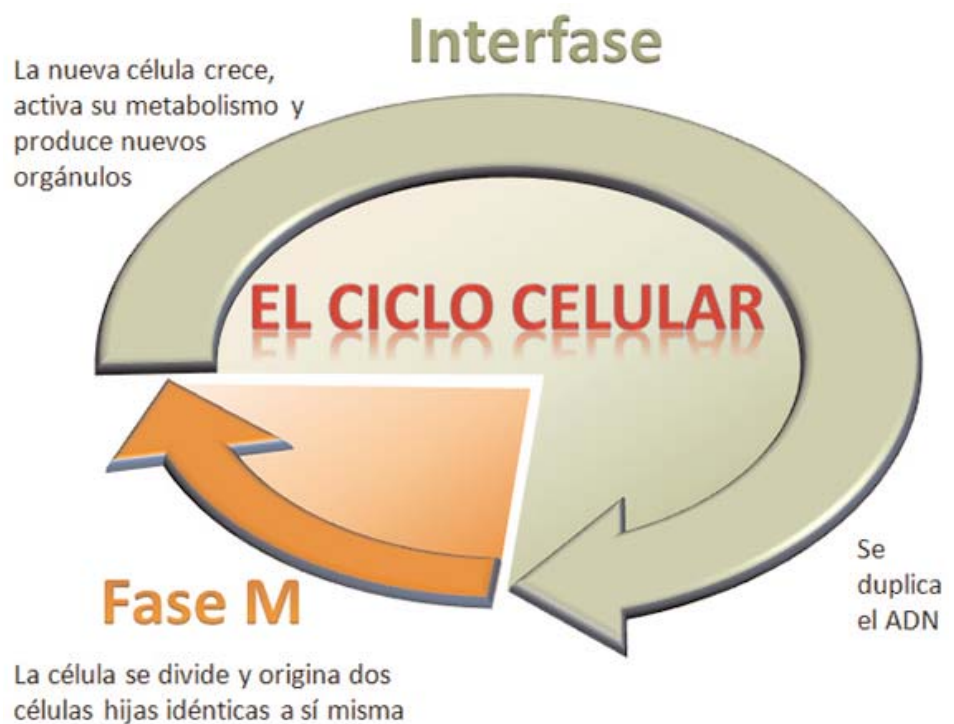 Interfase
La nueva célula crece,
activa su metabolismo y
produce nuevos
orgánulos
EL CICLO CELULAR
Se
duplica
el ADN
Fase M
La célula se divide y origina dos
células hijas idénticas a sí misma